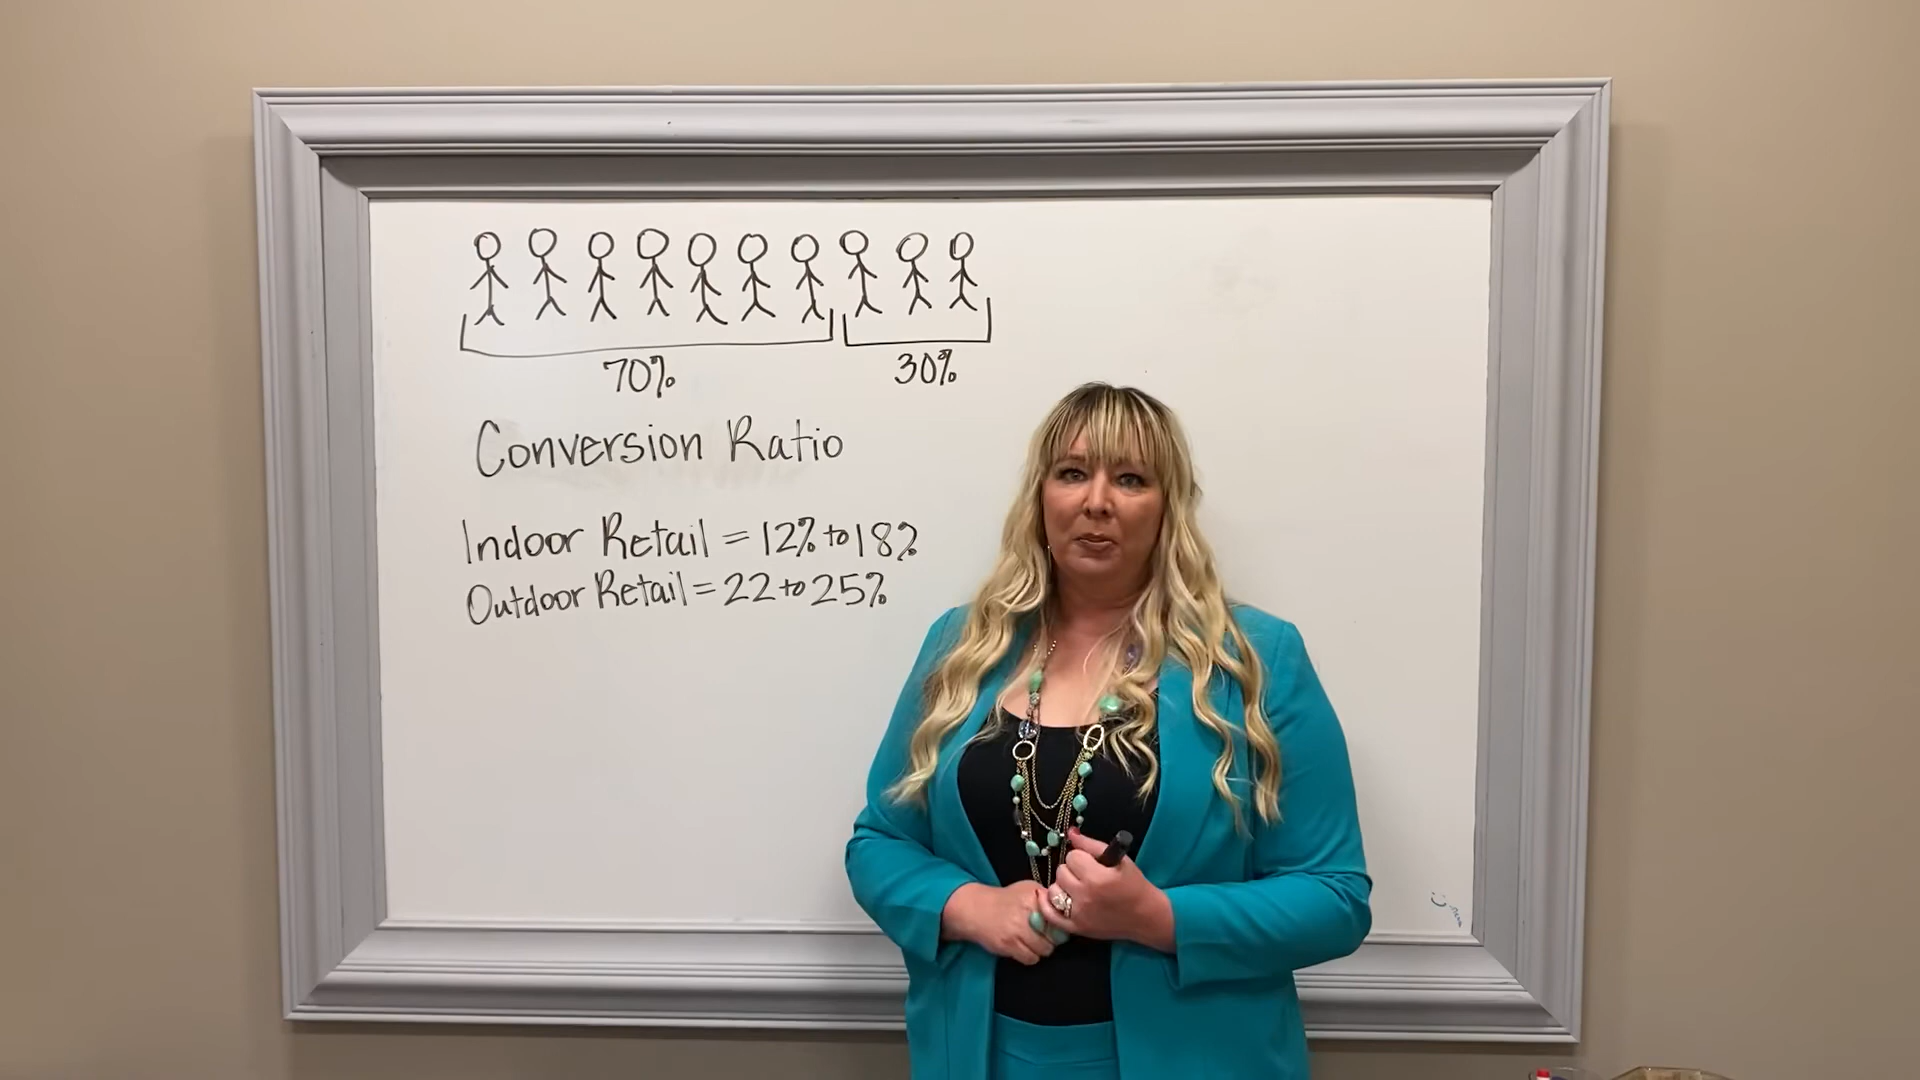 70% 30%
Conversion Ratio
Indoor Retail = 12% to 18%
Outdoor Retail = 22 to 25%